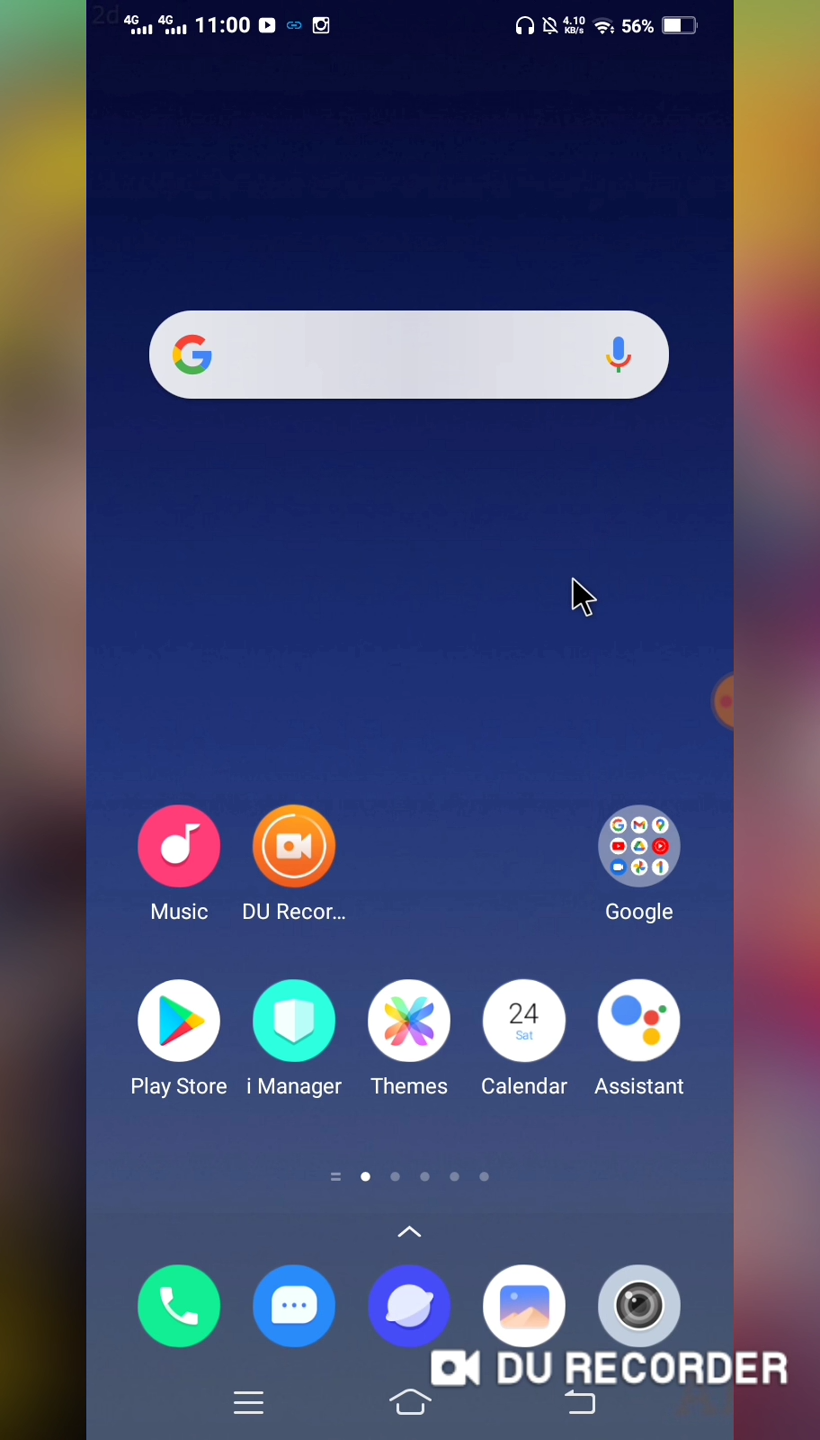 2d
4G 4G 11:00 4.10 KB/s 56%
Music DU Recor... Google
24
Sat
Play Store i Manager Themes Calendar Assistant
DU RECORDER